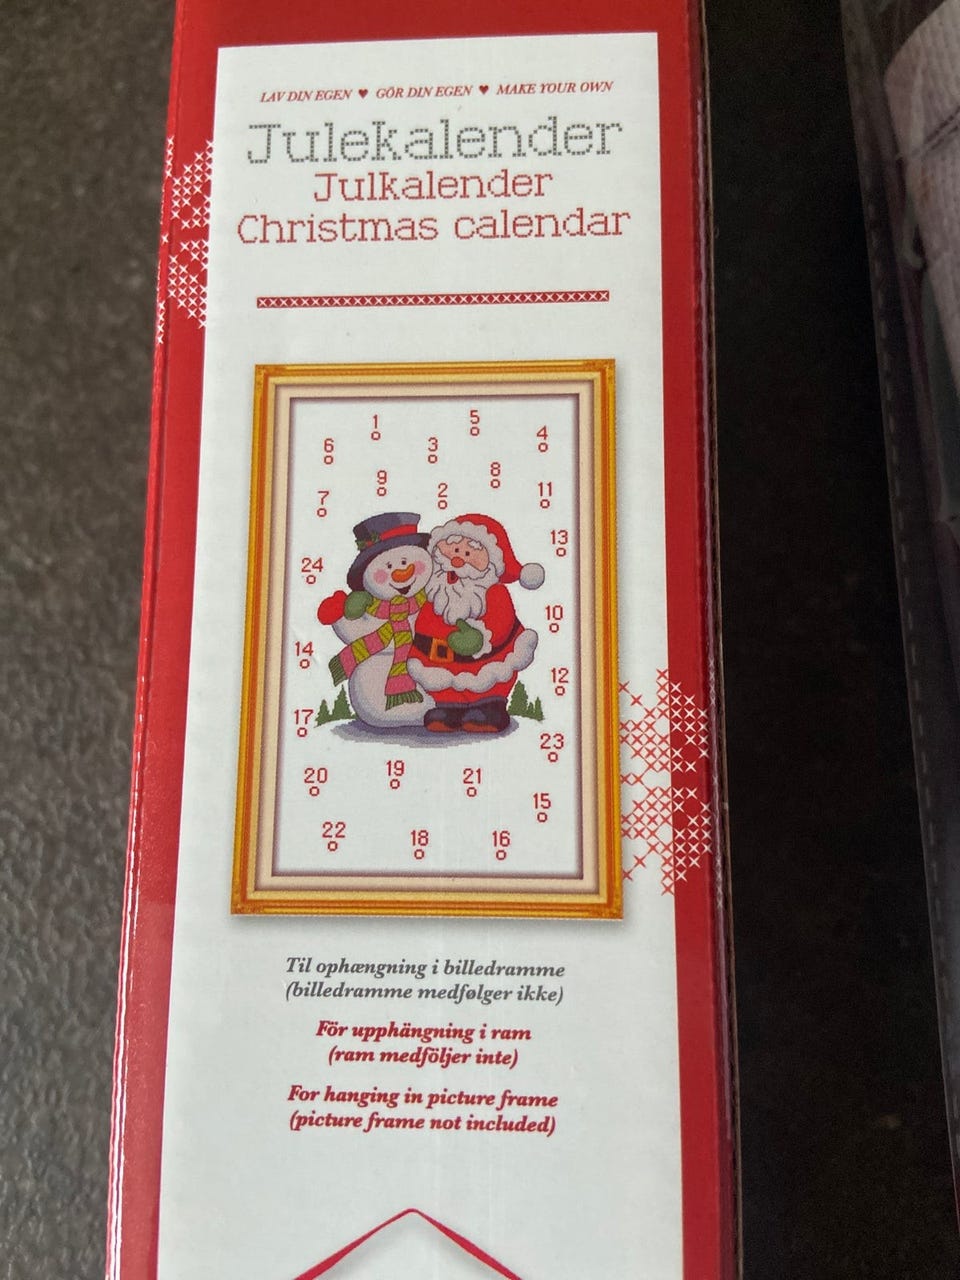 LAV DIN EGEN ♥ GÖR DIN EGEN ♥ MAKE YOUR OWN
Julekalender
Julkalender
Christmas calendar
1
5
4
6
3
9
8
7
2
11
13
24
10
14
12
17
23
20
19
21
15
22
18
16
Til ophængning i billedramme
(billedramme medfølger ikke)
För upphängning i ram
(ram medföljer inte)
For hanging in picture frame
(picture frame not included)